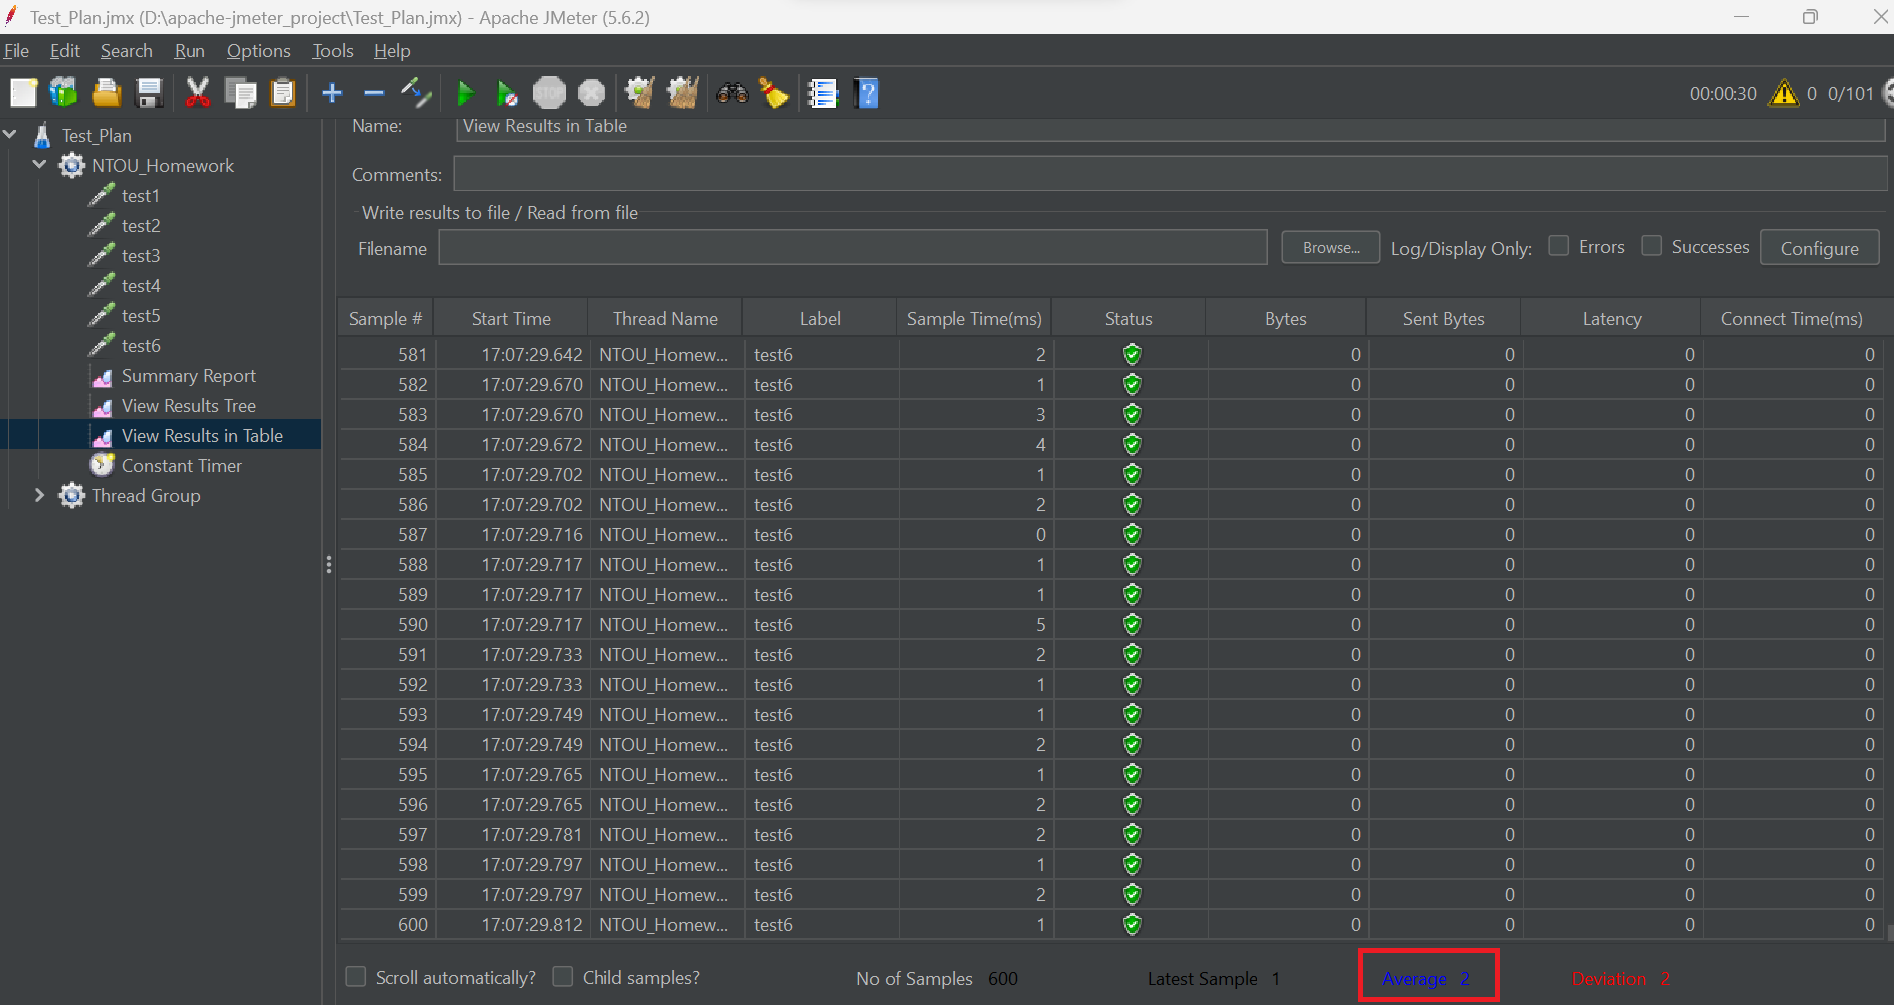 Test_Plan.jmx (D:\apache-jmeter_project\Test_Plan.jmx) - Apache JMeter (5.6.2)
File Edit Search Run Options Tools Help
STOP 00:00:30 0 0/101
Test_Plan
NTOU_Homework
test1
test2
test3
test4
test5
test6
Summary Report
View Results Tree
View Results in Table
Constant Timer
Thread Group
Name: View Results in Table
Comments:
Write results to file / Read from file
Filename Browse... Log/Display Only: Errors Successes Configure
Sample # Start Time Thread Name Label Sample Time(ms) Status Bytes Sent Bytes Latency Connect Time(ms)
581 17:07:29.642 NTOU_Homew... test6 2 0 0 0 0
582 17:07:29.670 NTOU_Homew... test6 1 0 0 0 0
583 17:07:29.670 NTOU_Homew... test6 3 0 0 0 0
584 17:07:29.672 NTOU_Homew... test6 4 0 0 0 0
585 17:07:29.702 NTOU_Homew... test6 1 0 0 0 0
586 17:07:29.702 NTOU_Homew... test6 2 0 0 0 0
587 17:07:29.716 NTOU_Homew... test6 0 0 0 0 0
588 17:07:29.717 NTOU_Homew... test6 1 0 0 0 0
589 17:07:29.717 NTOU_Homew... test6 1 0 0 0 0
590 17:07:29.717 NTOU_Homew... test6 5 0 0 0 0
591 17:07:29.733 NTOU_Homew... test6 2 0 0 0 0
592 17:07:29.733 NTOU_Homew... test6 1 0 0 0 0
593 17:07:29.749 NTOU_Homew... test6 1 0 0 0 0
594 17:07:29.749 NTOU_Homew... test6 2 0 0 0 0
595 17:07:29.765 NTOU_Homew... test6 1 0 0 0 0
596 17:07:29.765 NTOU_Homew... test6 2 0 0 0 0
597 17:07:29.781 NTOU_Homew... test6 2 0 0 0 0
598 17:07:29.797 NTOU_Homew... test6 1 0 0 0 0
599 17:07:29.797 NTOU_Homew... test6 2 0 0 0 0
600 17:07:29.812 NTOU_Homew... test6 1 0 0 0 0
Scroll automatically? Child samples? No of Samples 600 Latest Sample 1 Average 2 Deviation 2